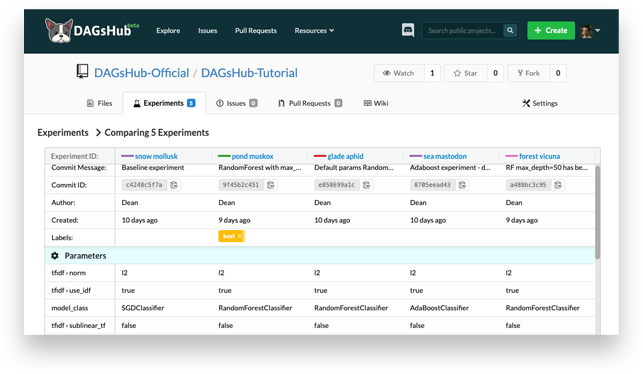 DAGsHub beta Explore Issues Pull Requests Resources Search public projects... + Create
DAGsHub-Official / DAGsHub-Tutorial Watch 1 Star 0 Fork 0
Files Experiments 5 Issues 0 Pull Requests 0 Wiki Settings
Experiments > Comparing 5 Experiments
Experiment ID: snow mollusk pond muskox glade aphid sea mastodon forest vicuna
Commit Message: Baseline experiment RandomForest with max_... Default params Random... Adaboost experiment - d... RF max_depth=50 has be...
Commit ID: c4248c5f7a 9f45b2c451 e858699a1c 8705eead43 a488bc3c95
Author: Dean Dean Dean Dean Dean
Created: 10 days ago 9 days ago 10 days ago 10 days ago 9 days ago
Labels: best
Parameters
tfidf › norm l2 l2 l2 l2 l2
tfidf › use_idf true true true true true
model_class SGDClassifier RandomForestClassifier RandomForestClassifier AdaBoostClassifier RandomForestClassifier
tfidf › sublinear_tf false false false false false